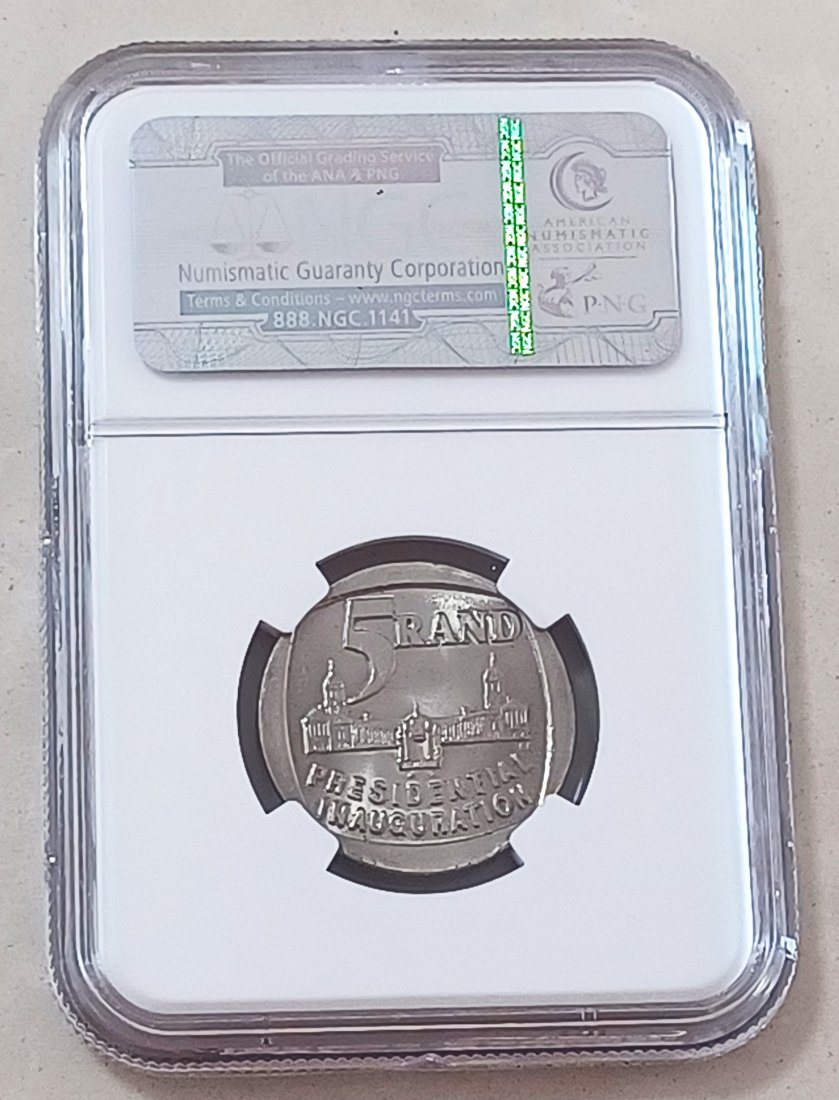 The Official Grading Service
of the ANA & PNG
Numismatic Guaranty Corporation
Terms & Conditions – www.ngcterms.com
888.NGC.1141
AMERICAN
NUMISMATIC
ASSOCIATION
P·N·G
5 RAND
PRESIDENTIAL
INAUGURATION